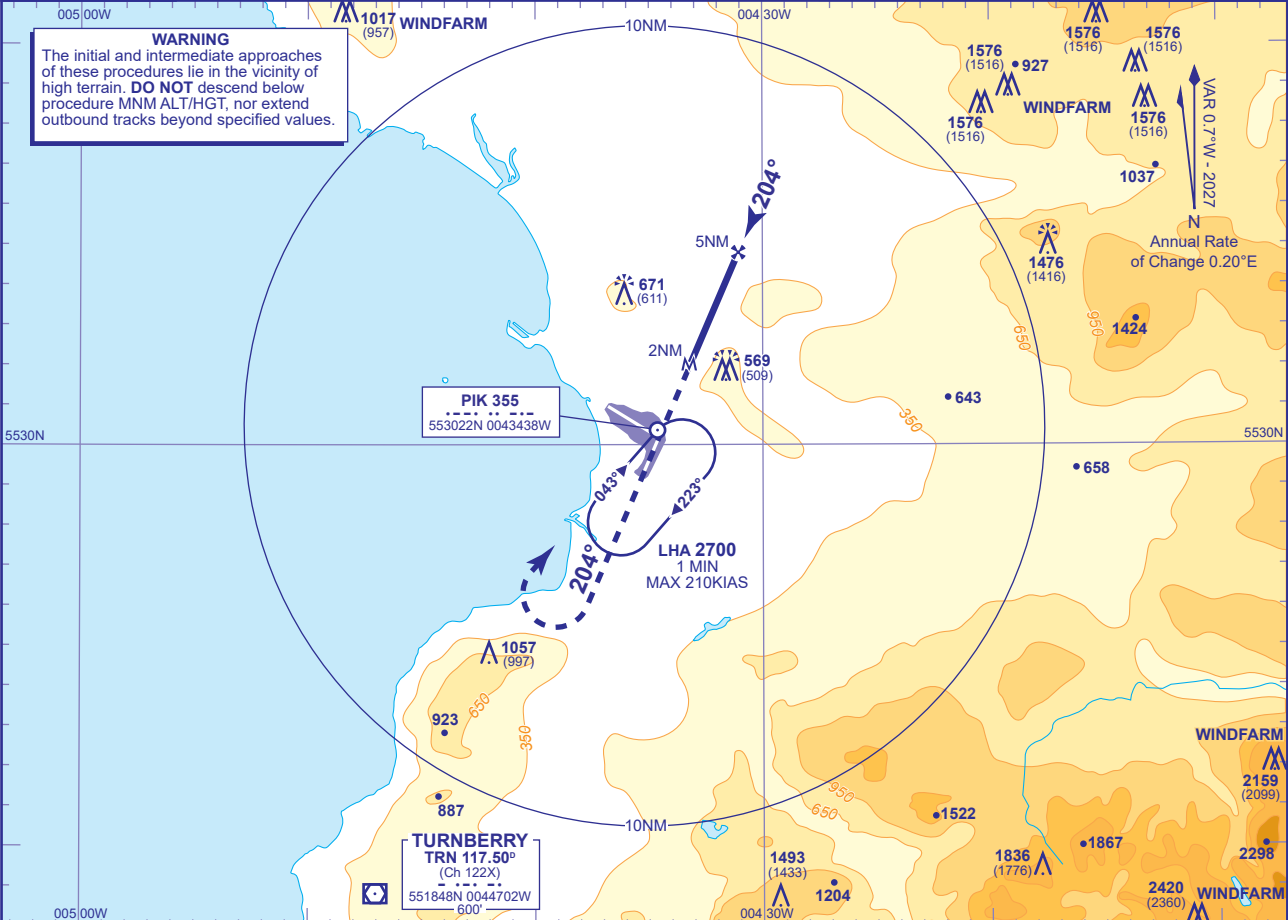 005 00W
10NM
004 30W
1017
(957)
WINDFARM
WARNING
The initial and intermediate approaches
of these procedures lie in the vicinity of
high terrain. DO NOT descend below
procedure MNM ALT/HGT, nor extend
outbound tracks beyond specified values.
1576
(1516)
1576
(1516)
1576
(1516)
927
WINDFARM
1576
(1516)
1576
(1516)
1037
VAR 0.7°W - 2027
N
Annual Rate
of Change 0.20°E
204°
5NM
1476
(1416)
671
(611)
950
650
1424
2NM
569
(509)
643
350
PIK 355
.--. .. -.-
553022N 0043438W
5530N
5530N
658
043°
223°
LHA 2700
1 MIN
MAX 210KIAS
204°
1057
(997)
650
923
350
887
WINDFARM
2159
(2099)
950
650
1522
10NM
TURNBERRY
TRN 117.50D
(Ch 122X)
- .-. -.
551848N 0044702W
600'
1493
(1433)
1204
1836
(1776)
1867
2298
2420
(2360)
WINDFARM
005 00W
004 30W